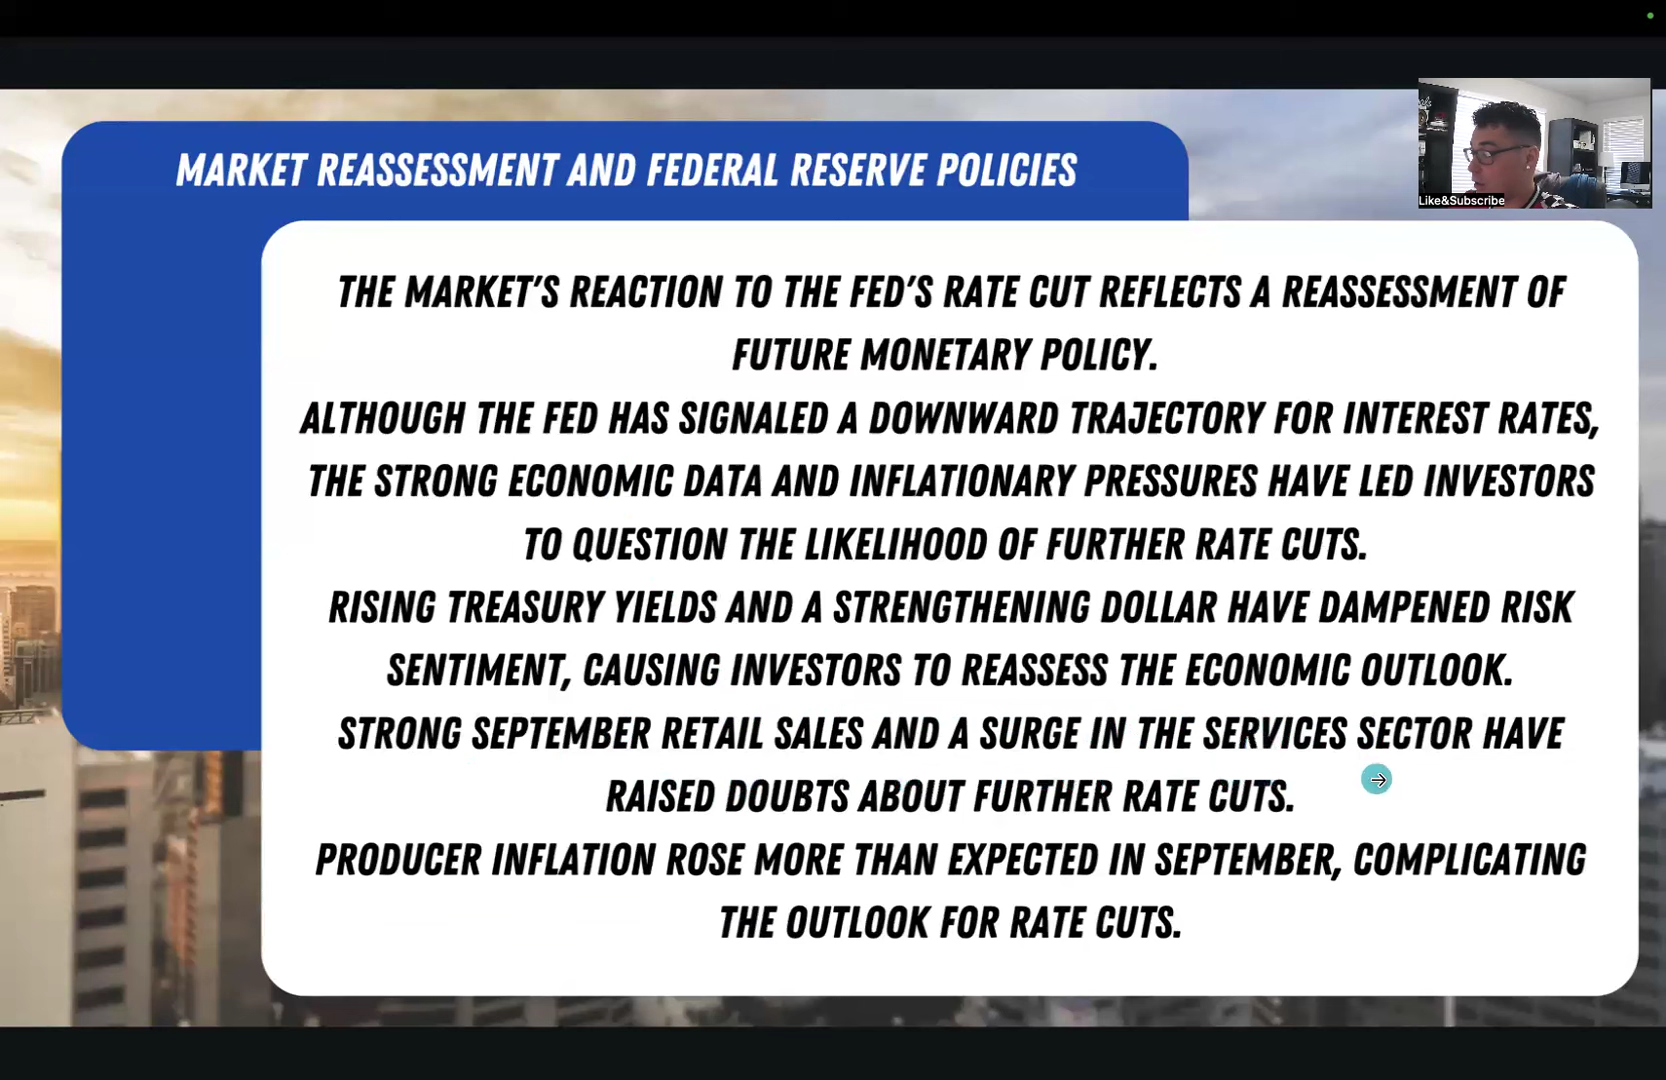 MARKET REASSESSMENT AND FEDERAL RESERVE POLICIES
Like&Subscribe
THE MARKET'S REACTION TO THE FED'S RATE CUT REFLECTS A REASSESSMENT OF
FUTURE MONETARY POLICY.
ALTHOUGH THE FED HAS SIGNALED A DOWNWARD TRAJECTORY FOR INTEREST RATES,
THE STRONG ECONOMIC DATA AND INFLATIONARY PRESSURES HAVE LED INVESTORS
TO QUESTION THE LIKELIHOOD OF FURTHER RATE CUTS.
RISING TREASURY YIELDS AND A STRENGTHENING DOLLAR HAVE DAMPENED RISK
SENTIMENT, CAUSING INVESTORS TO REASSESS THE ECONOMIC OUTLOOK.
STRONG SEPTEMBER RETAIL SALES AND A SURGE IN THE SERVICES SECTOR HAVE
RAISED DOUBTS ABOUT FURTHER RATE CUTS.
PRODUCER INFLATION ROSE MORE THAN EXPECTED IN SEPTEMBER, COMPLICATING
THE OUTLOOK FOR RATE CUTS.